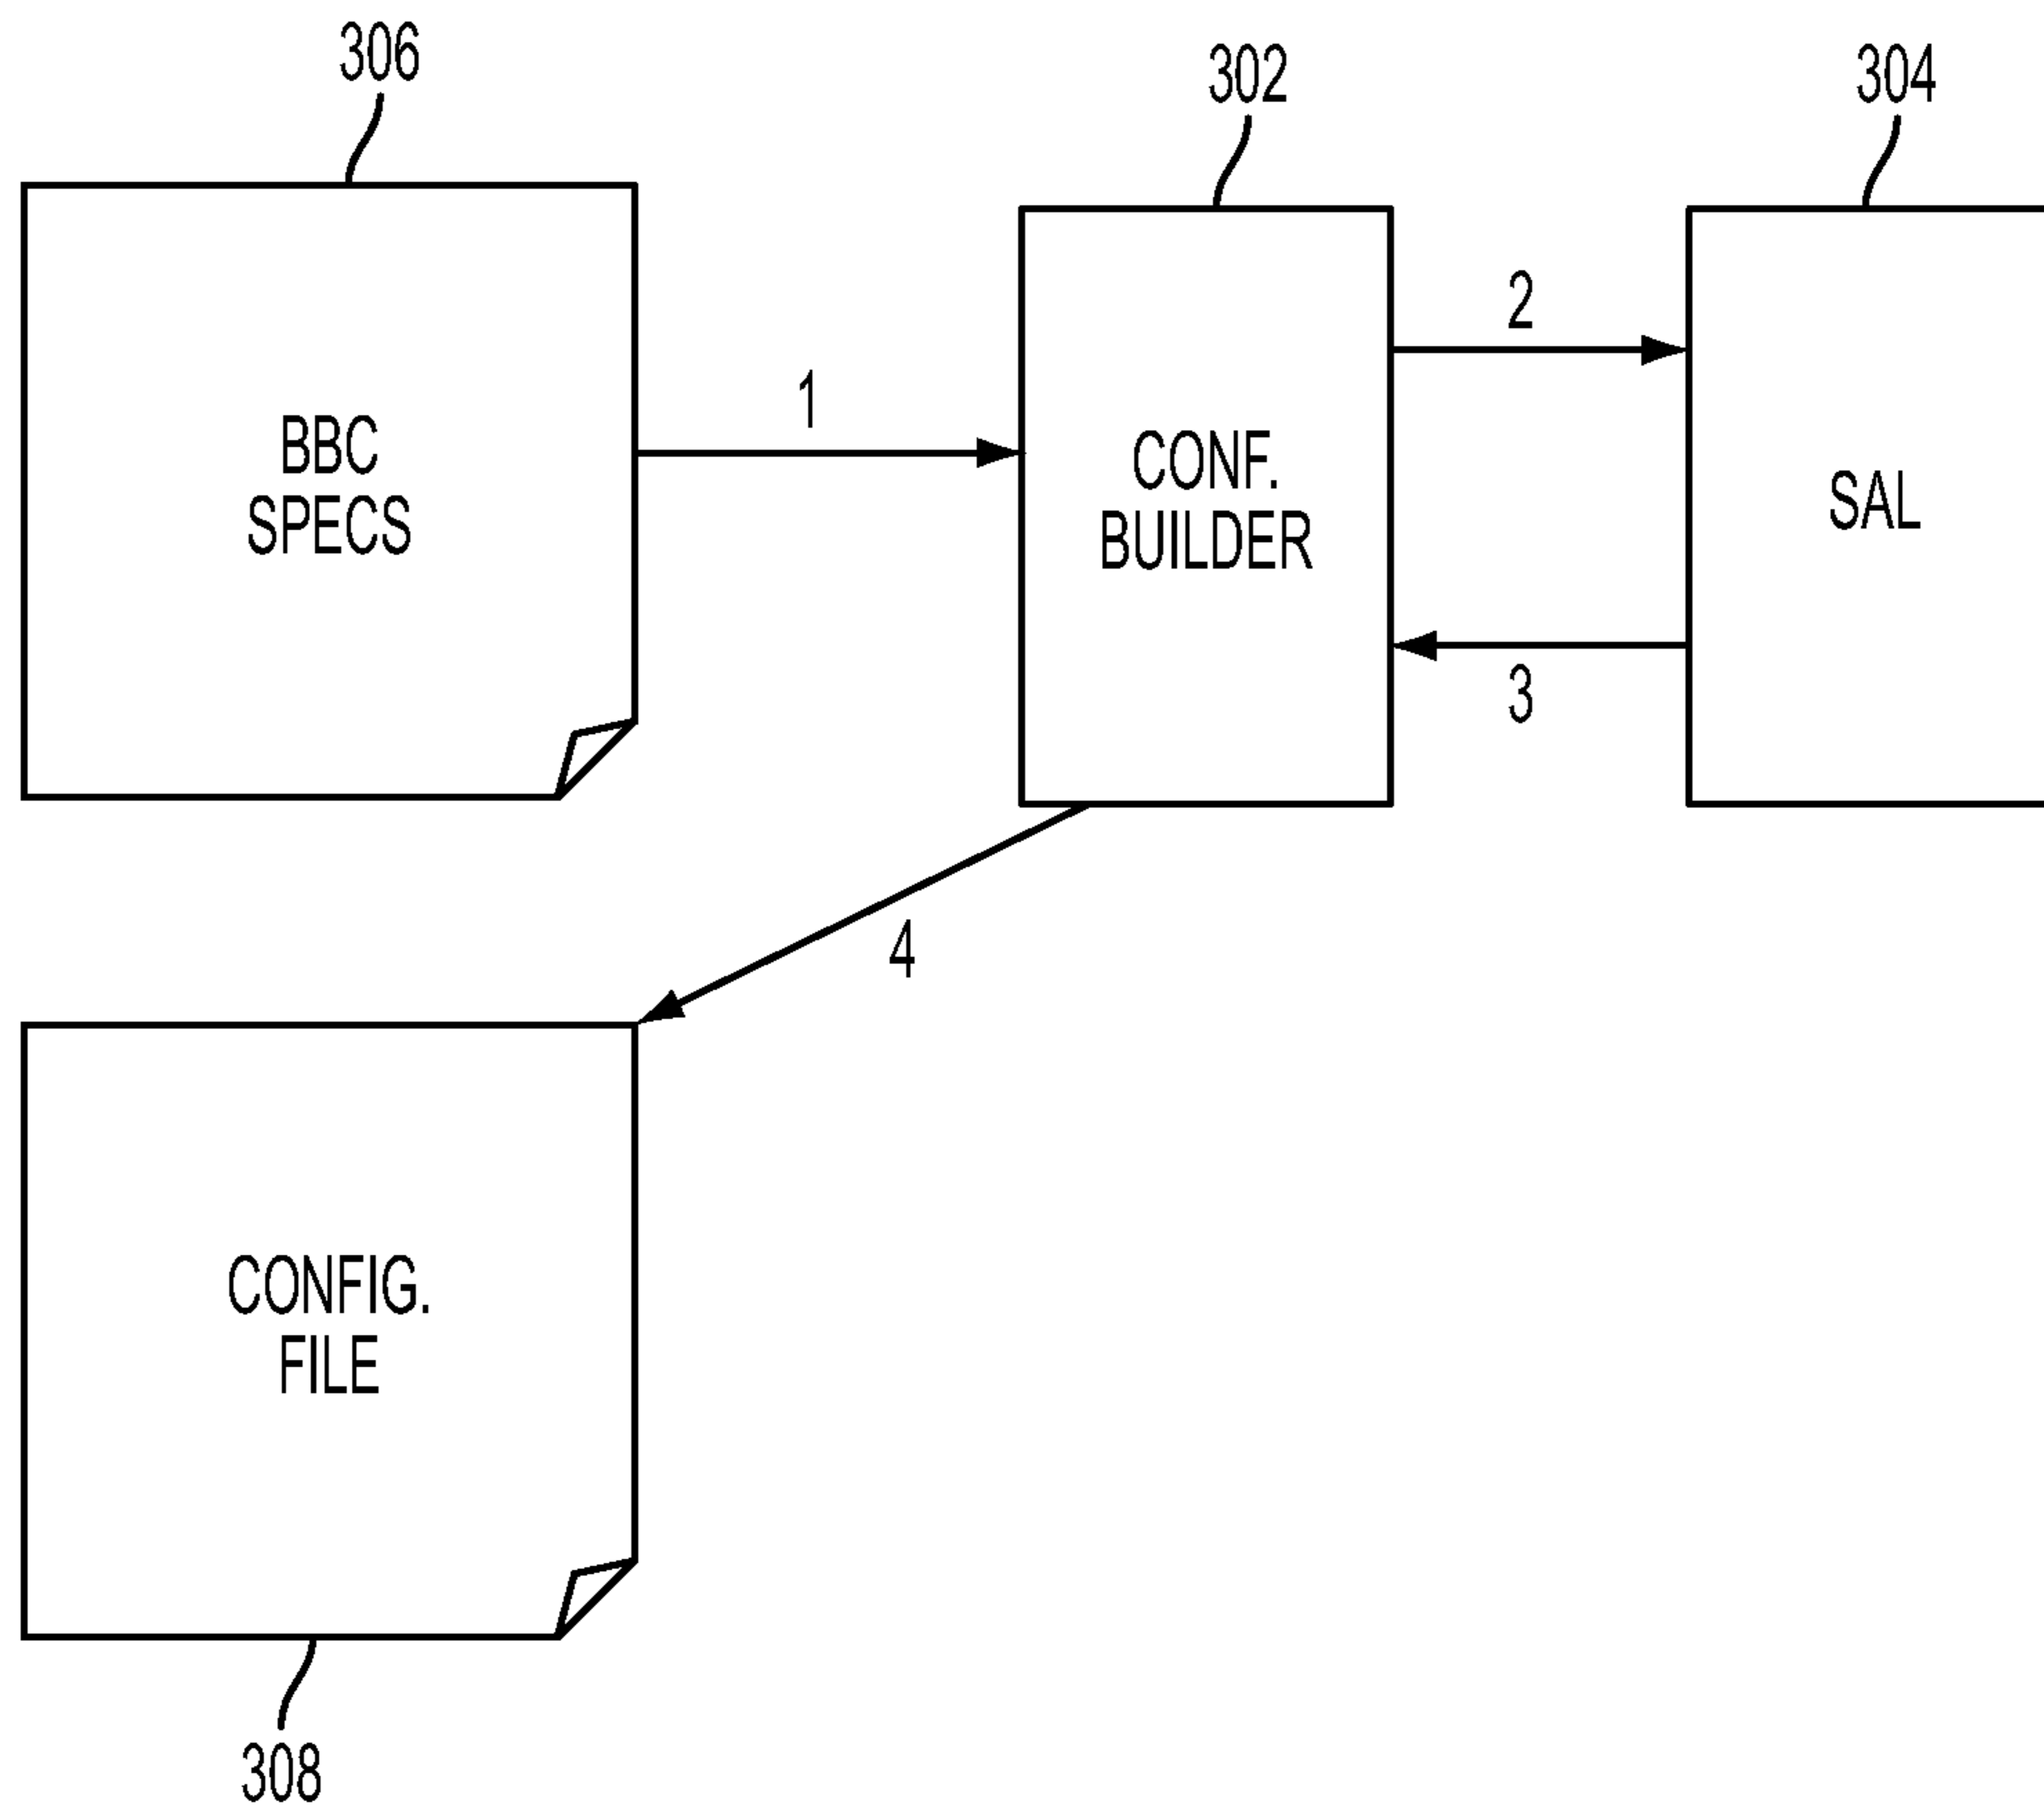 306
302
304
BBC
SPECS
1
CONF.
BUILDER
2
SAL
3
4
CONFIG.
FILE
308